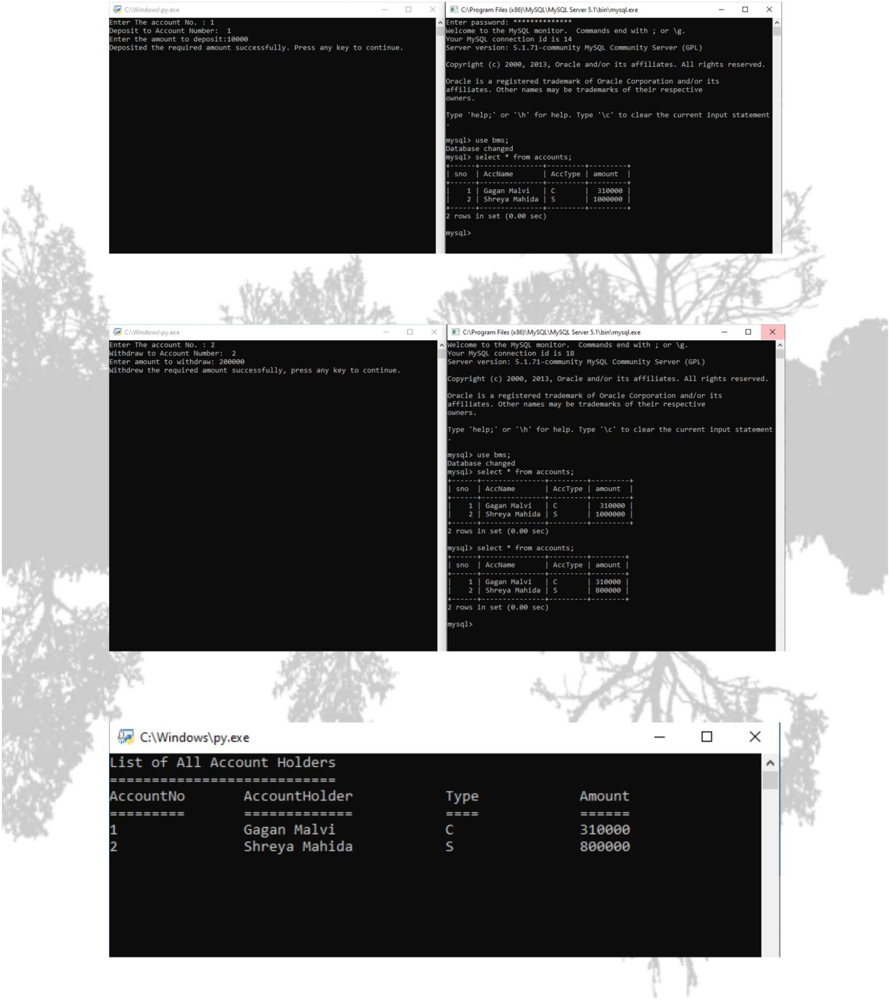 C:\Windows\py.exe
Enter The account No. : 1
Deposit to Account Number:  1
Enter the amount to deposit:10000
Deposited the required amount successfully. Press any key to continue.
C:\Program Files (x86)\MySQL\MySQL Server 5.1\bin\mysql.exe
Enter password: **************
Welcome to the MySQL monitor.  Commands end with ; or \g.
Your MySQL connection id is 14
Server version: 5.1.71-community MySQL Community Server (GPL)
Copyright (c) 2000, 2013, Oracle and/or its affiliates. All rights reserved.
Oracle is a registered trademark of Oracle Corporation and/or its
affiliates. Other names may be trademarks of their respective
owners.
Type 'help;' or '\h' for help. Type '\c' to clear the current input statement
.
mysql> use bms;
Database changed
mysql> select * from accounts;
+------+---------------+---------+---------+
| sno  | AccName       | AccType | amount  |
+------+---------------+---------+---------+
|    1 | Gagan Malvi   | C       |  310000 |
|    2 | Shreya Mahida | S       | 1000000 |
+------+---------------+---------+---------+
2 rows in set (0.00 sec)
mysql>
C:\Windows\py.exe
Enter The account No. : 2
Withdraw to Account Number:  2
Enter amount to withdraw: 200000
Withdrew the required amount successfully, press any key to continue.
C:\Program Files (x86)\MySQL\MySQL Server 5.1\bin\mysql.exe
Welcome to the MySQL monitor.  Commands end with ; or \g.
Your MySQL connection id is 18
Server version: 5.1.71-community MySQL Community Server (GPL)
Copyright (c) 2000, 2013, Oracle and/or its affiliates. All rights reserved.
Oracle is a registered trademark of Oracle Corporation and/or its
affiliates. Other names may be trademarks of their respective
owners.
Type 'help;' or '\h' for help. Type '\c' to clear the current input statement
.
mysql> use bms;
Database changed
mysql> select * from accounts;
+------+---------------+---------+---------+
| sno  | AccName       | AccType | amount  |
+------+---------------+---------+---------+
|    1 | Gagan Malvi   | C       |  310000 |
|    2 | Shreya Mahida | S       | 1000000 |
+------+---------------+---------+---------+
2 rows in set (0.00 sec)
mysql> select * from accounts;
+------+---------------+---------+--------+
| sno  | AccName       | AccType | amount |
+------+---------------+---------+--------+
|    1 | Gagan Malvi   | C       | 310000 |
|    2 | Shreya Mahida | S       | 800000 |
+------+---------------+---------+--------+
2 rows in set (0.00 sec)
mysql>
C:\Windows\py.exe
List of All Account Holders
===========================
AccountNo       AccountHolder           Type            Amount
=========       =============           ====            ======
1               Gagan Malvi             C               310000
2               Shreya Mahida           S               800000